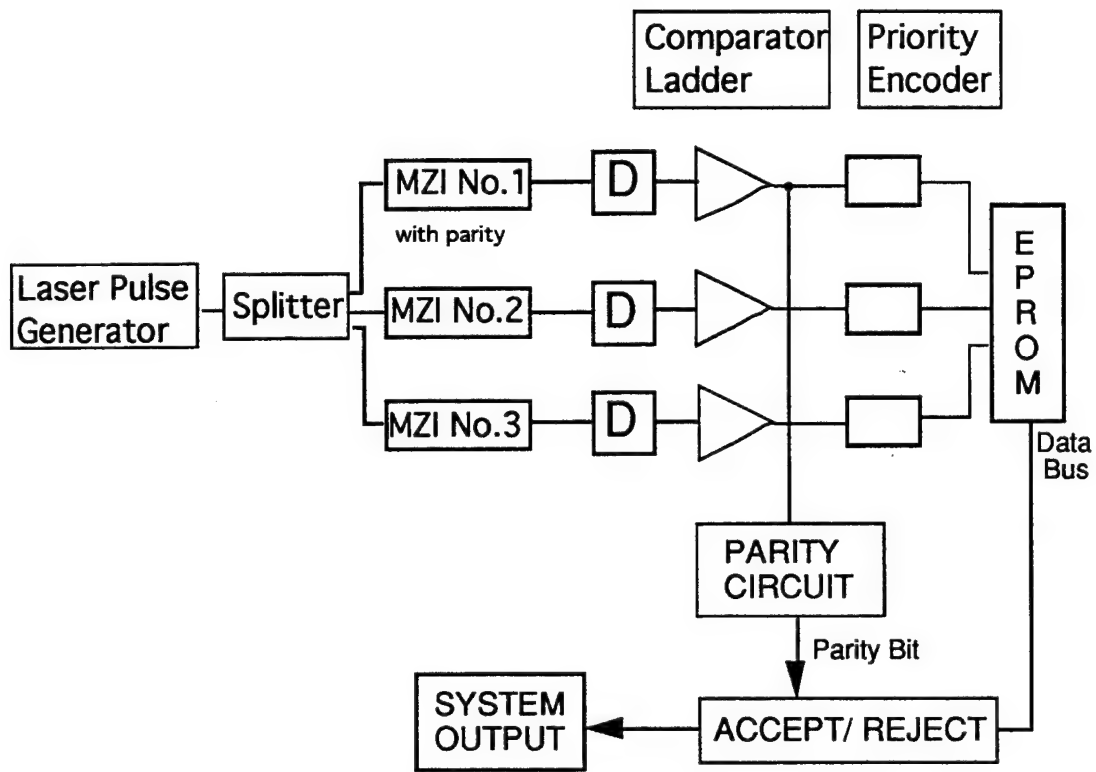 Comparator
Ladder
Priority
Encoder
MZI No.1
D
with parity
Laser Pulse
Generator
Splitter
MZI No.2
D
MZI No.3
D
E
P
R
O
M
Data
Bus
PARITY
CIRCUIT
Parity Bit
SYSTEM
OUTPUT
ACCEPT/ REJECT